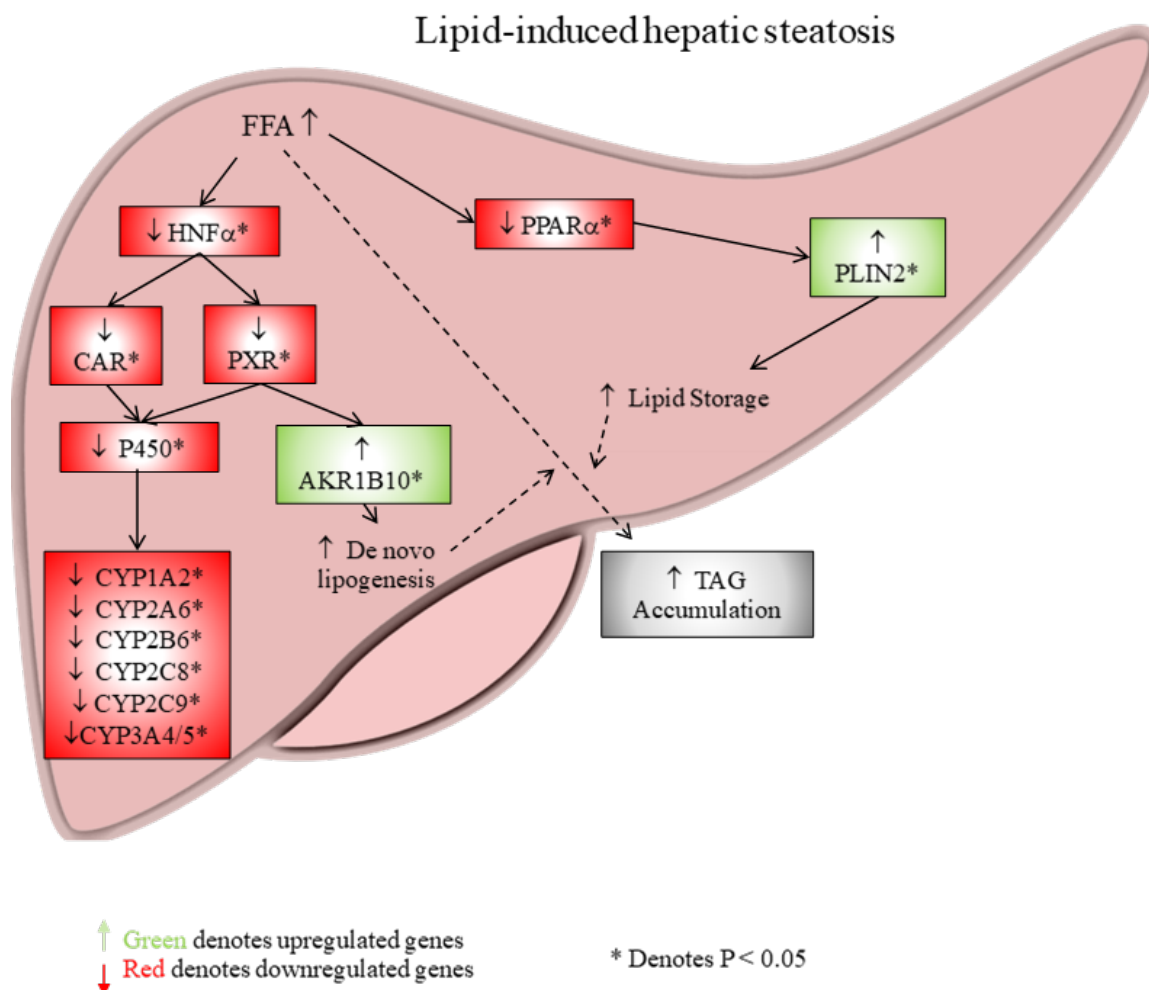 Lipid-induced hepatic steatosis
FFA ↑
↓ HNFα*
↓ PPARα*
↑
PLIN2*
↓
CAR*
↓
PXR*
↑ Lipid Storage
↓ P450*
↑
AKR1B10*
↑ De novo
lipogenesis
↓ CYP1A2*
↓ CYP2A6*
↓ CYP2B6*
↓ CYP2C8*
↓ CYP2C9*
↓CYP3A4/5*
↑ TAG
Accumulation
↑ Green denotes upregulated genes
↓ Red denotes downregulated genes
* Denotes P < 0.05